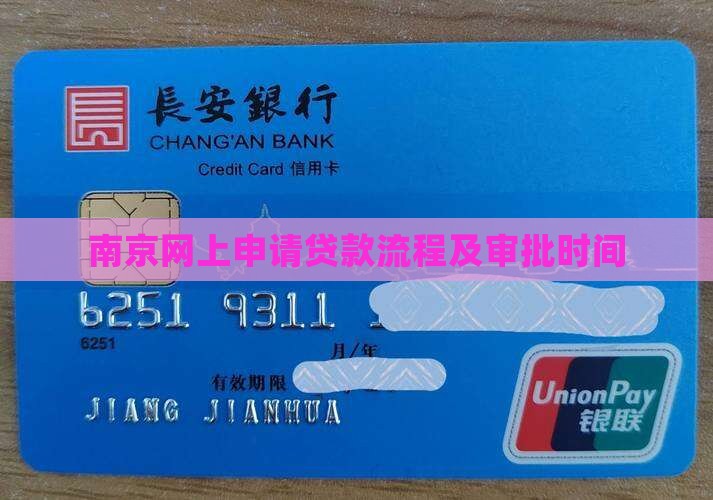 長安銀行
CHANG'AN BANK
Credit Card 信用卡
南京网上申请贷款流程及审批时间
6251 9311 1
6251
月/年
有效期限
JIANG JIANHUA
UnionPay
银联